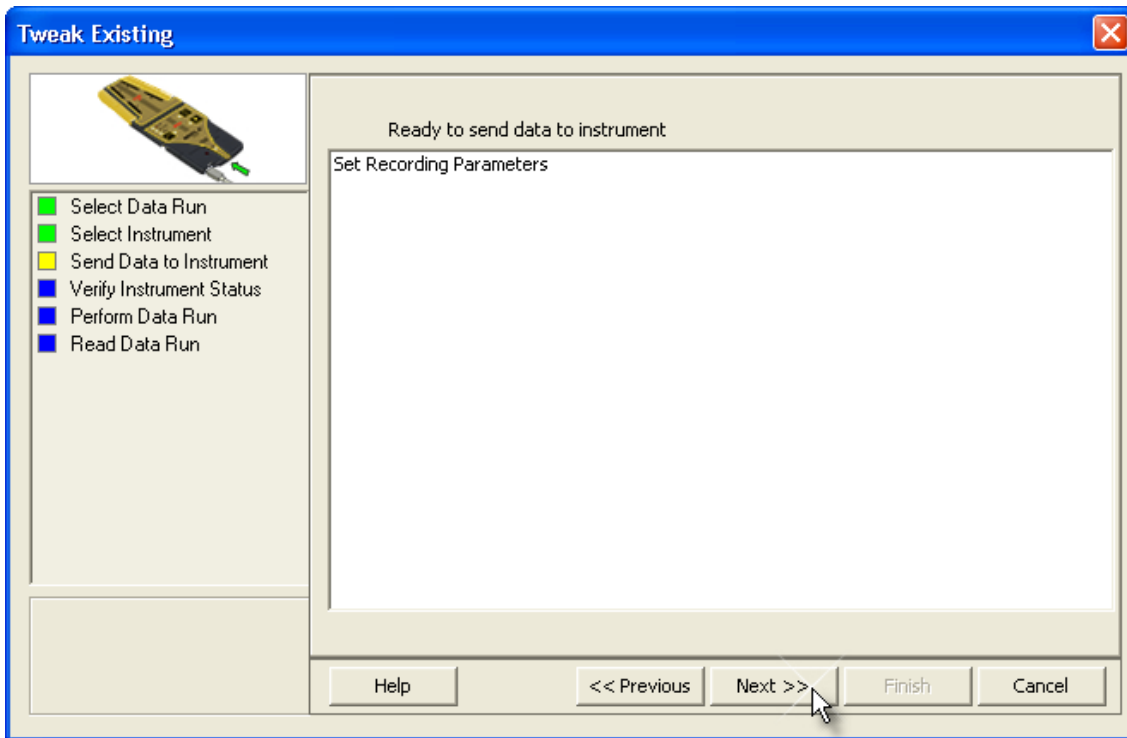 Tweak Existing
Ready to send data to instrument
Set Recording Parameters
Select Data Run
Select Instrument
Send Data to Instrument
Verify Instrument Status
Perform Data Run
Read Data Run
Help
<< Previous
Next >>
Finish
Cancel